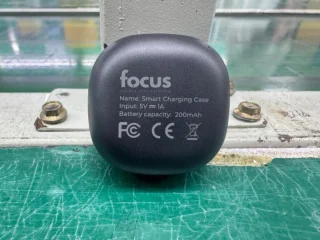 focus
Name: Smart Charging Case
Input: 5V⎓1A
Battery capacity: 200mAh
FC CE